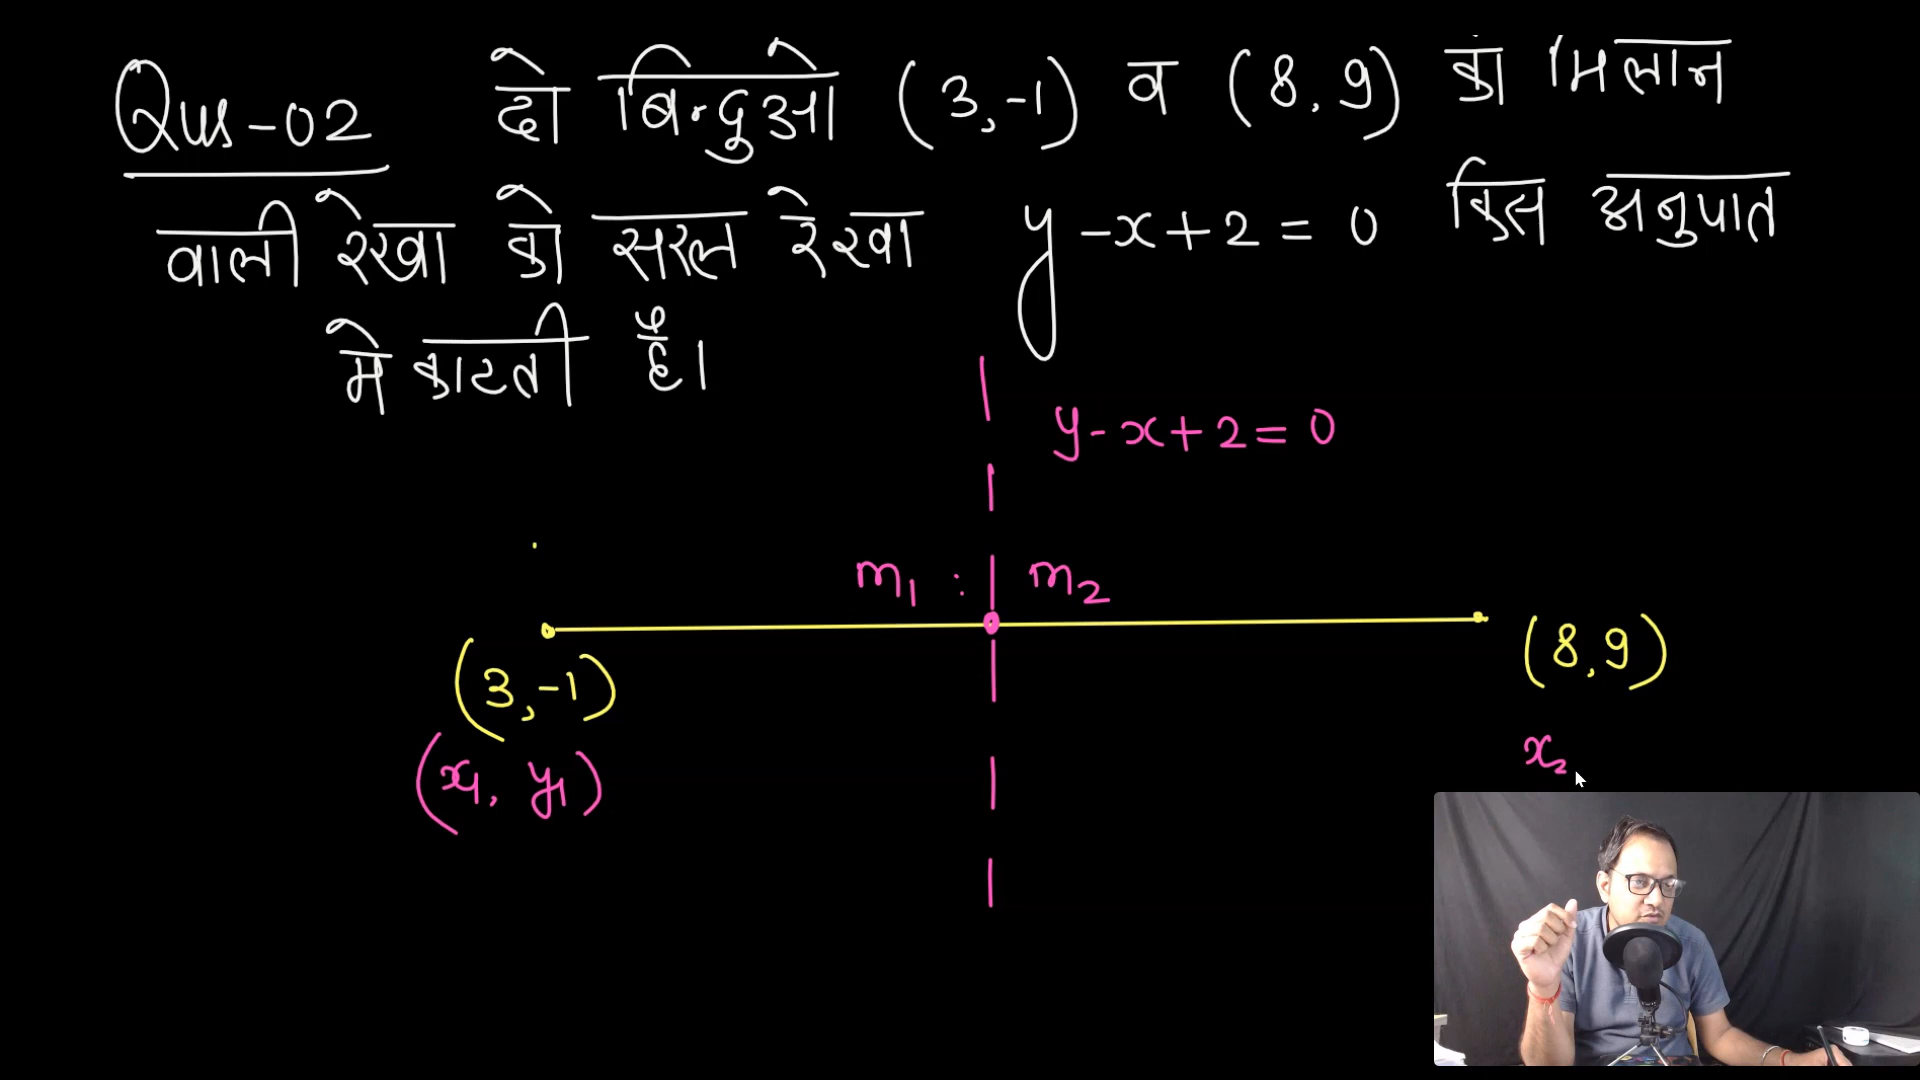 Qus-02 दो बिन्दुओ (3,-1) व (8,9) को मिलाने
वाली रेखा को सरल रेखा y-x+2=0 किस अनुपात
मे काटती है।
y-x+2=0
m₁ : m₂
(3,-1) (8,9)
(x₁, y₁) x₂